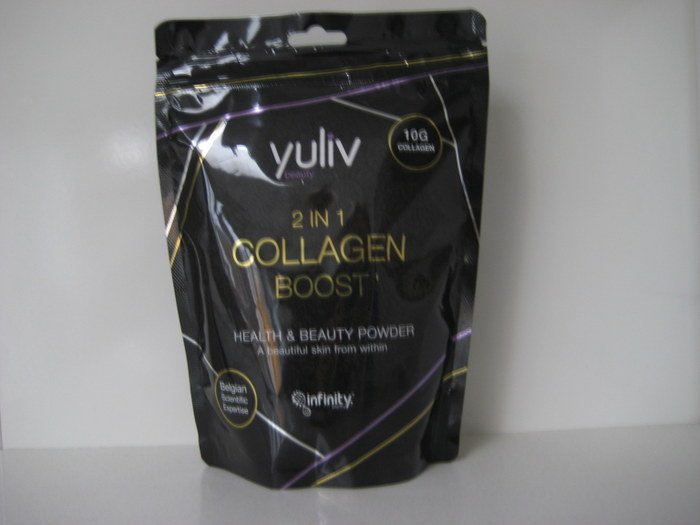 yuliv
beauty
10G
COLLAGEN
2 IN 1
COLLAGEN
BOOST
HEALTH & BEAUTY POWDER
A beautiful skin from within
Belgian
Scientific
Expertise
infinity